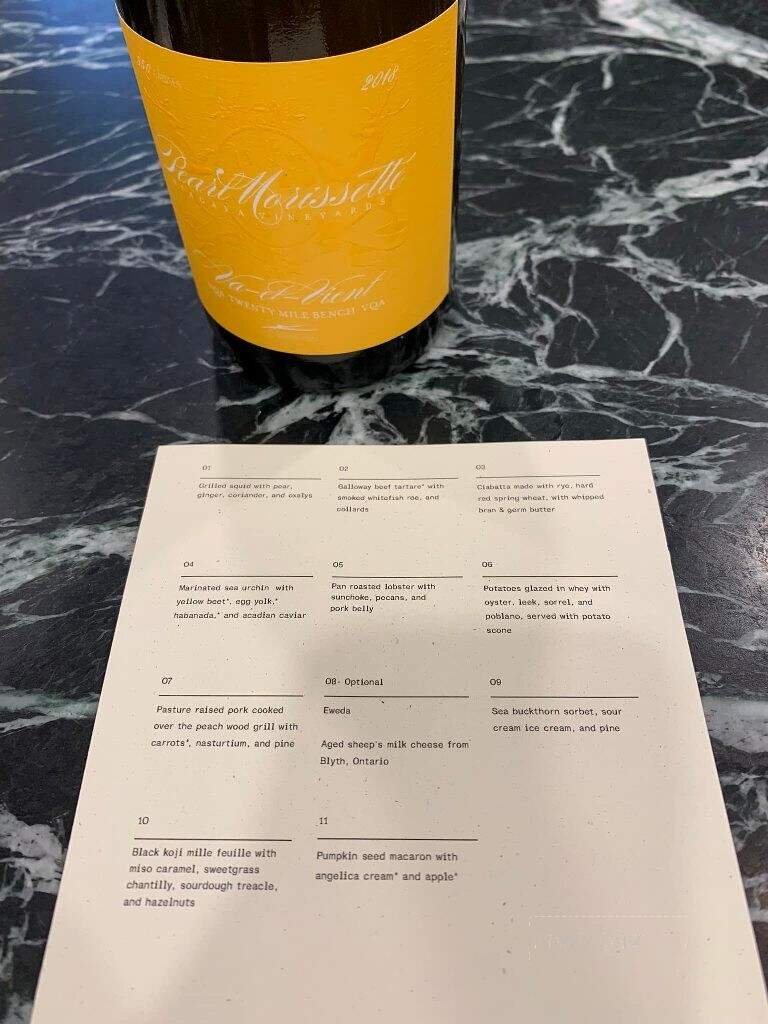 2018
Pearl Morissette
VINEYARDS
Va-et-Vient
TWENTY MILE BENCH VQA
01
Grilled squid with pear,
ginger, coriander, and oxalys
02
Galloway beef tartare* with
smoked whitefish roe, and
collards
03
Ciabatta made with rye, hard
red spring wheat, with whipped
bran & germ butter
04
Marinated sea urchin with
yellow beet*, egg yolk,*
habanada,* and acadian caviar
05
Pan roasted lobster with
sunchoke, pecans, and
pork belly
06
Potatoes glazed in whey with
oyster, leek, sorrel, and
poblano, served with potato
scone
07
Pasture raised pork cooked
over the peach wood grill with
carrots*, nasturtium, and pine
08- Optional
Eweda
Aged sheep's milk cheese from
Blyth, Ontario
09
Sea buckthorn sorbet, sour
cream ice cream, and pine
10
Black koji mille feuille with
miso caramel, sweetgrass
chantilly, sourdough treacle,
and hazelnuts
11
Pumpkin seed macaron with
angelica cream* and apple*